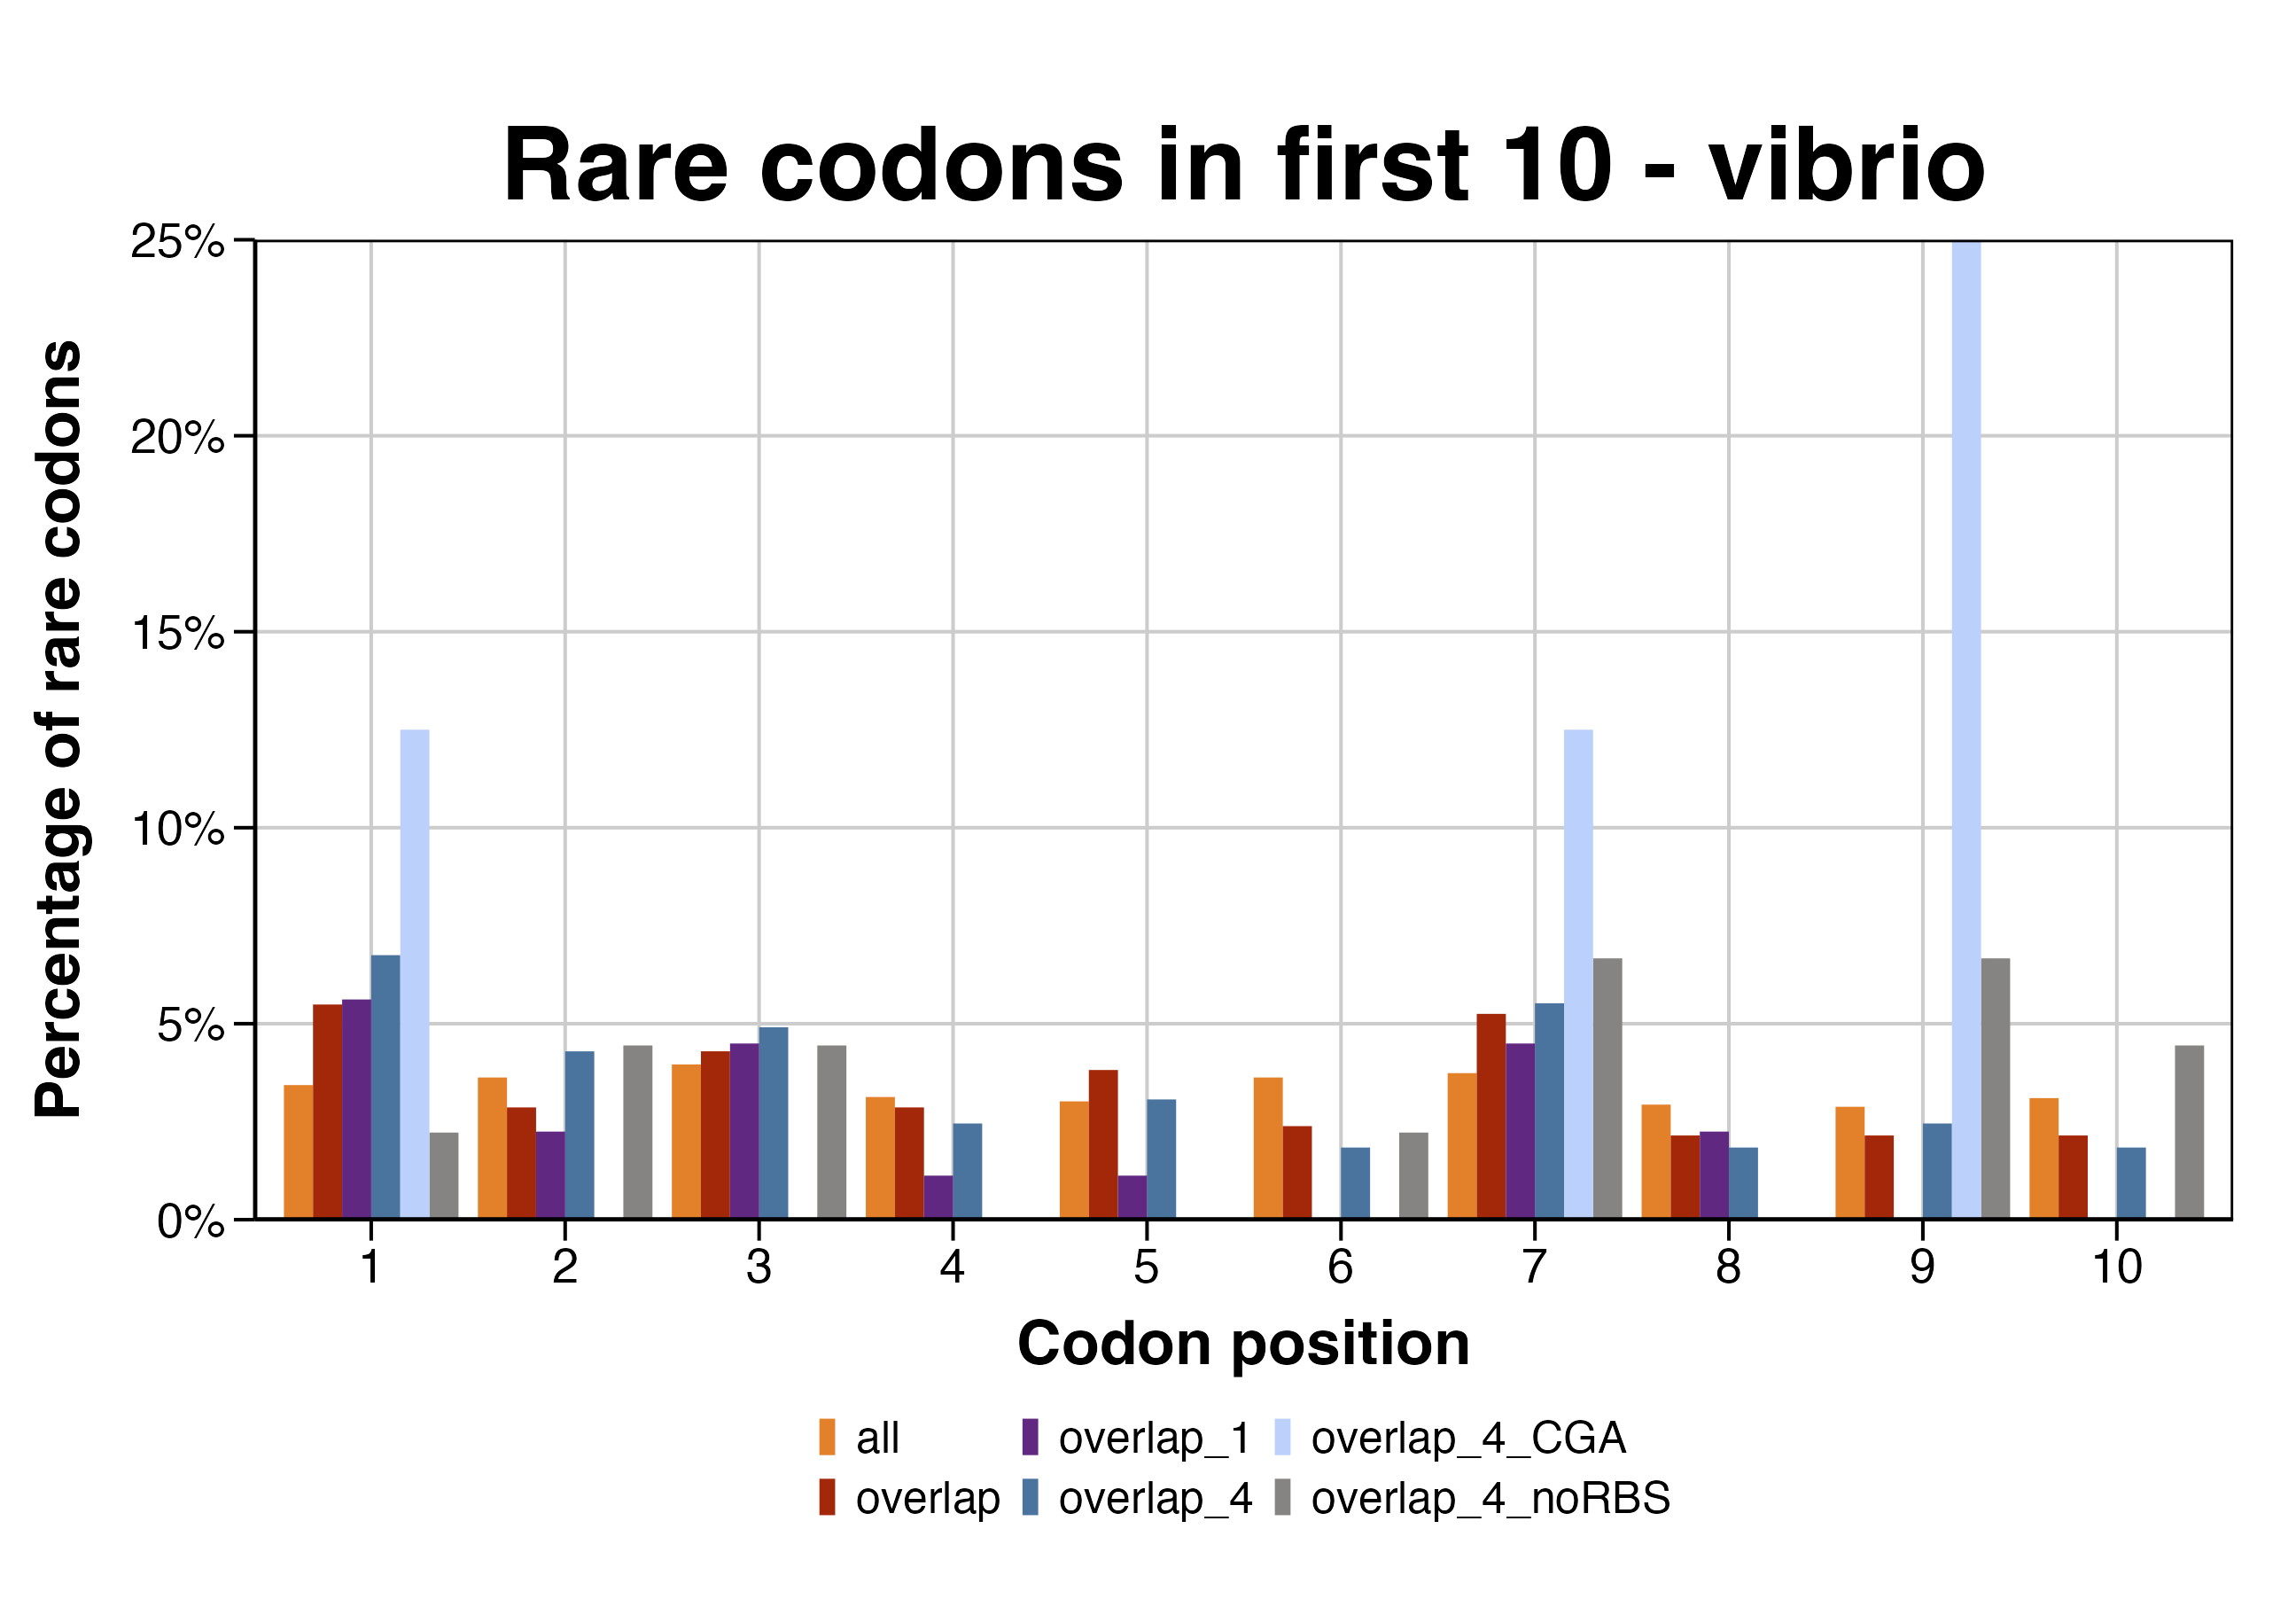 Rare codons in first 10 - vibrio
Percentage of rare codons
25%
20%
15%
10%
5%
0%
1 2 3 4 5 6 7 8 9 10
Codon position
all overlap_1 overlap_4_CGA
overlap overlap_4 overlap_4_noRBS